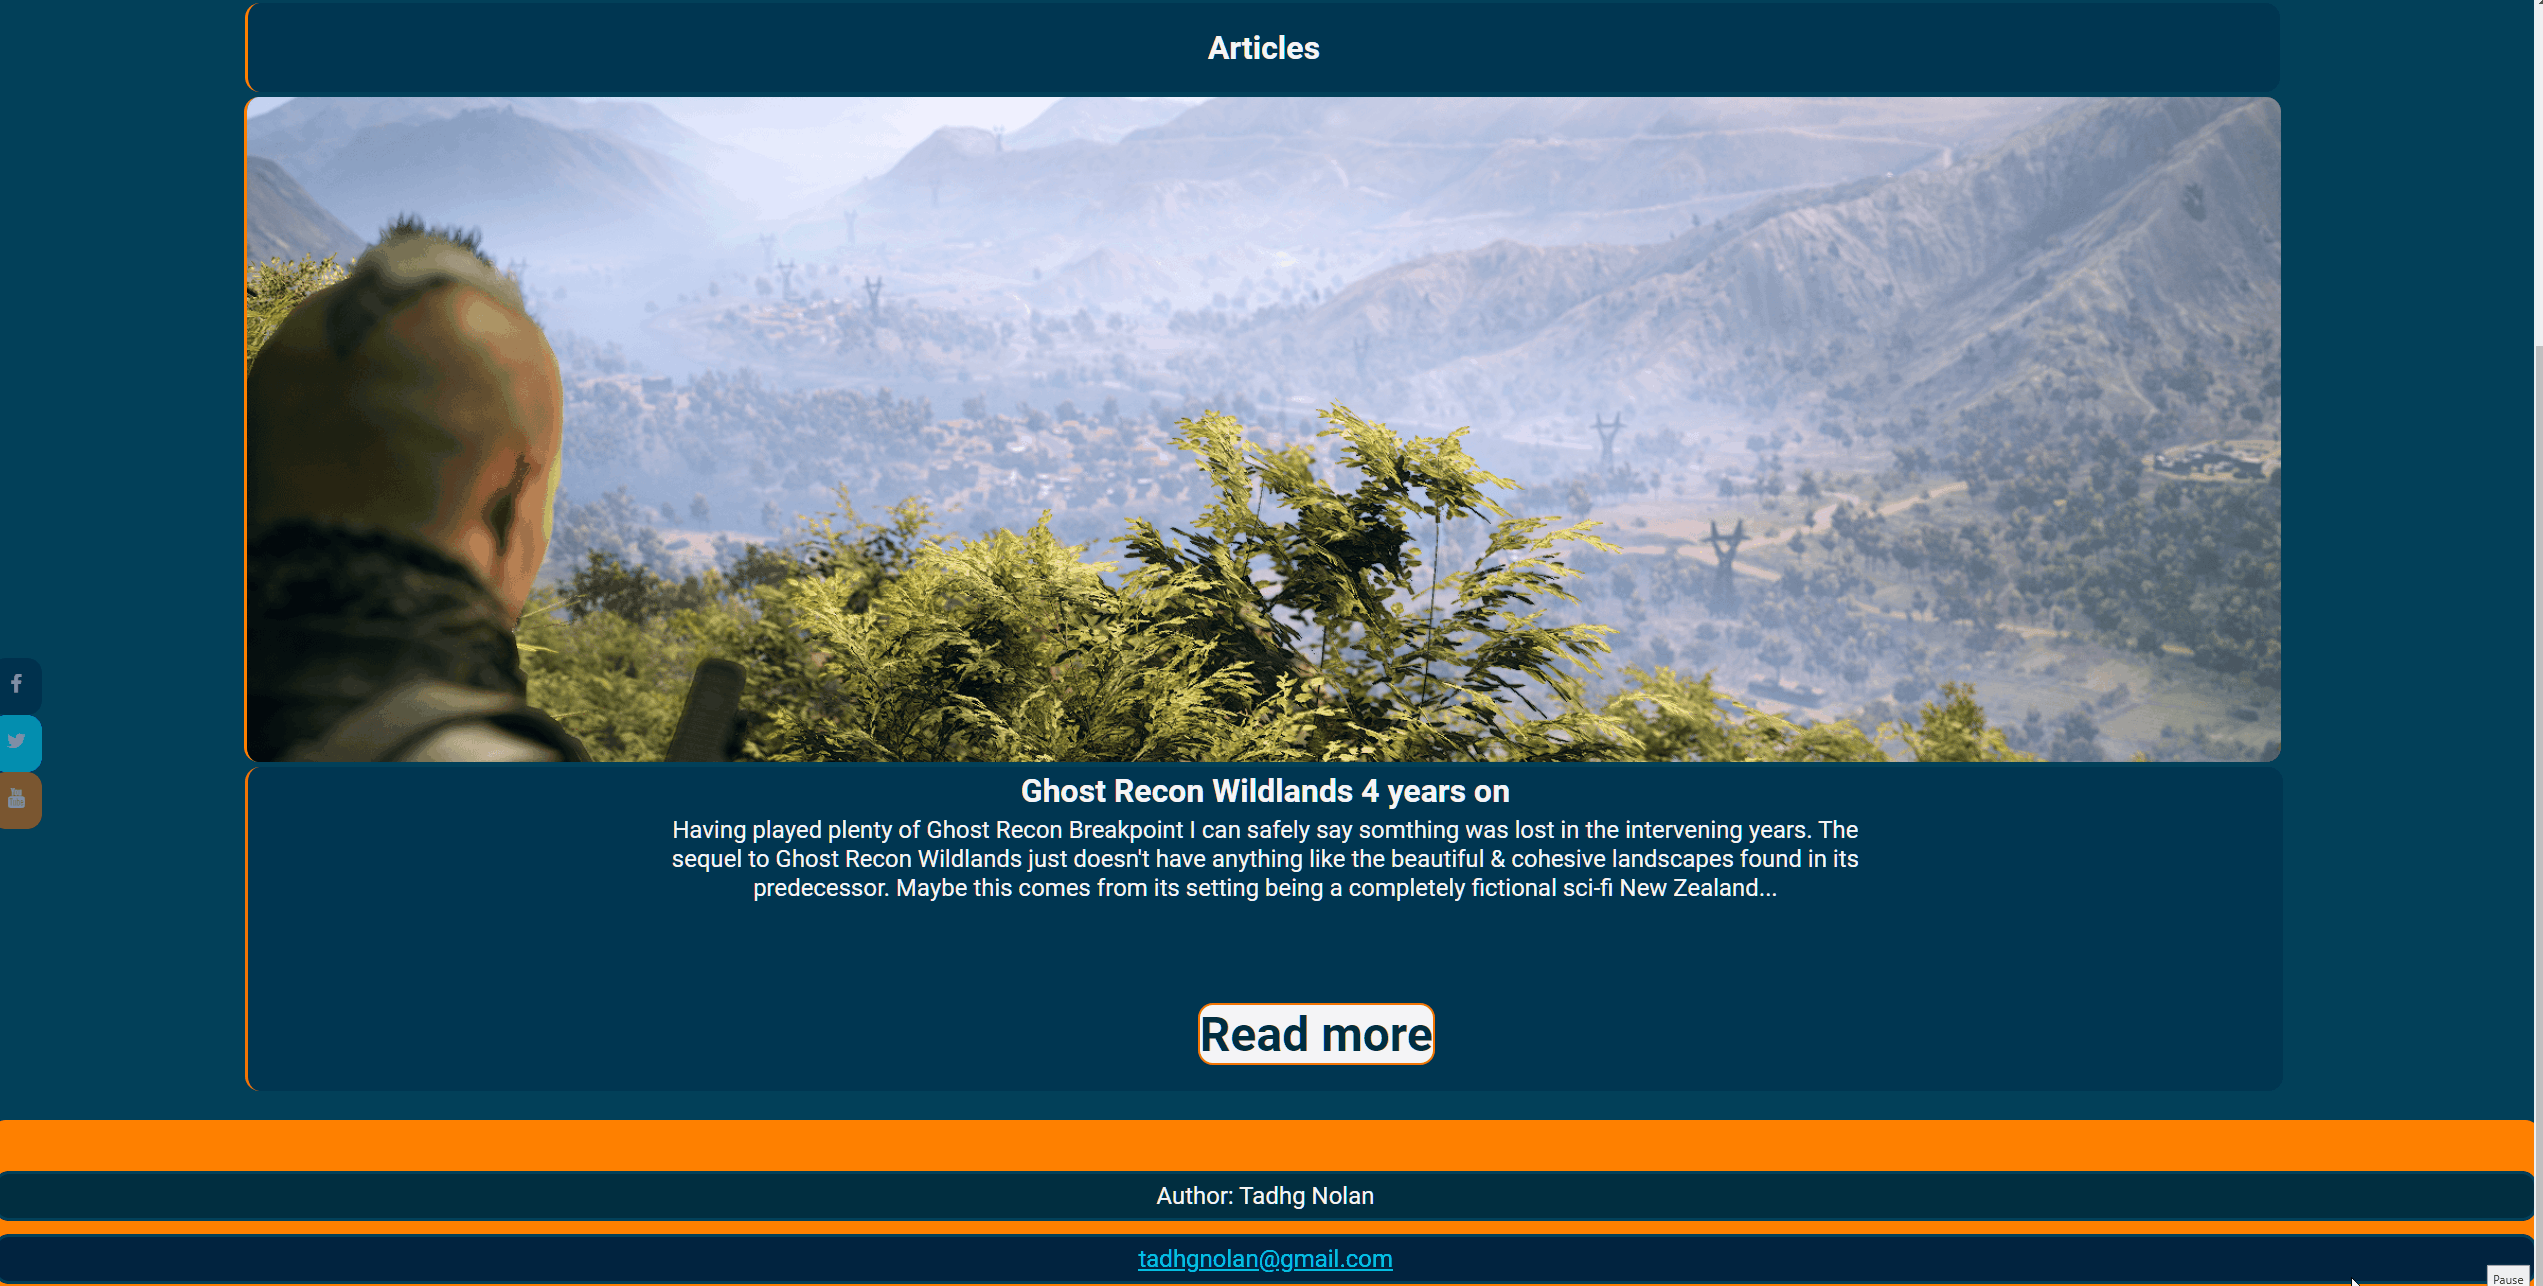 Articles
Ghost Recon Wildlands 4 years on
Having played plenty of Ghost Recon Breakpoint I can safely say somthing was lost in the intervening years. The
sequel to Ghost Recon Wildlands just doesn't have anything like the beautiful & cohesive landscapes found in its
predecessor. Maybe this comes from its setting being a completely fictional sci-fi New Zealand...
Read more
Author: Tadhg Nolan
tadhgnolan@gmail.com
Pause